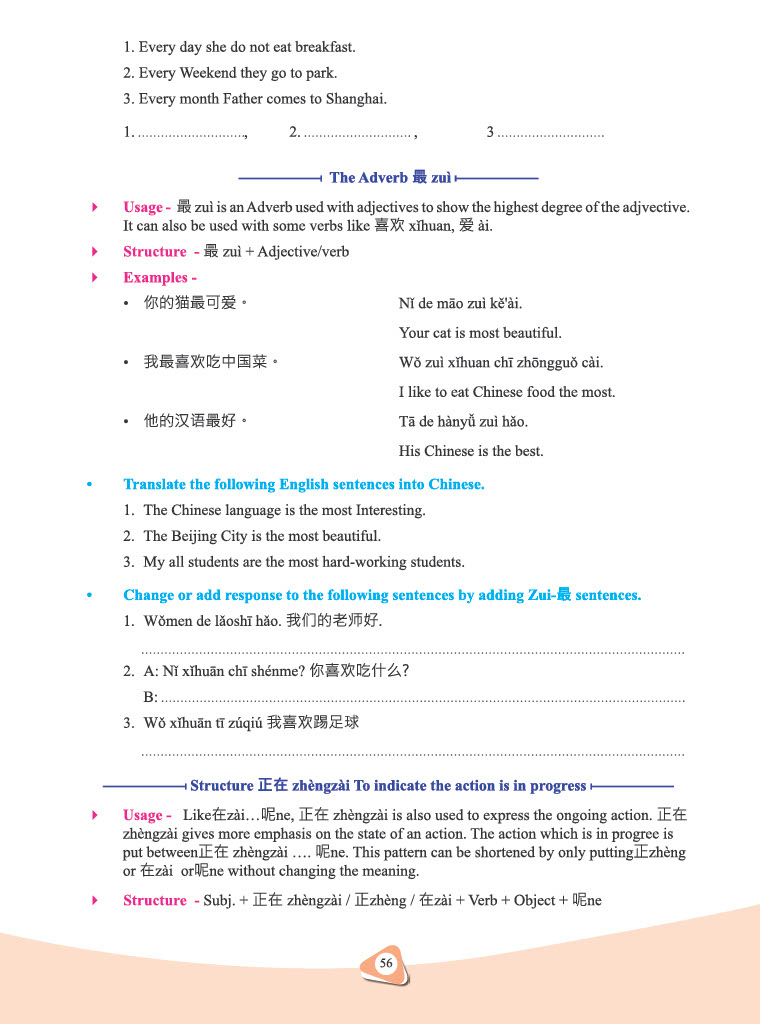 1. Every day she do not eat breakfast.
2. Every Weekend they go to park.
3. Every month Father comes to Shanghai.
1. ............................, 2. ............................ , 3 ............................
The Adverb 最 zuì
Usage - 最 zuì is an Adverb used with adjectives to show the highest degree of the adjvective.
It can also be used with some verbs like 喜欢 xĭhuan, 爱 ài.
Structure - 最 zuì + Adjective/verb
Examples -
• 你的猫最可爱。 Nĭ de māo zuì kě'ài.
Your cat is most beautiful.
• 我最喜欢吃中国菜。 Wǒ zuì xĭhuan chī zhōngguǒ cài.
I like to eat Chinese food the most.
• 他的汉语最好。 Tā de hànyǚ zuì hǎo.
His Chinese is the best.
• Translate the following English sentences into Chinese.
1. The Chinese language is the most Interesting.
2. The Beijing City is the most beautiful.
3. My all students are the most hard-working students.
• Change or add response to the following sentences by adding Zui-最 sentences.
1. Wǒmen de lǎoshī hǎo. 我们的老师好.
................................................................................
2. A: Nĭ xĭhuān chī shénme? 你喜欢吃什么?
B: ................................................................................
3. Wǒ xĭhuān tī zúqiú 我喜欢踢足球
................................................................................
Structure 正在 zhèngzài To indicate the action is in progress
Usage - Like在zài…呢ne, 正在 zhèngzài is also used to express the ongoing action. 正在
zhèngzài gives more emphasis on the state of an action. The action which is in progree is
put between正在 zhèngzài …. 呢ne. This pattern can be shortened by only putting正zhèng
or 在zài or呢ne without changing the meaning.
Structure - Subj. + 正在 zhèngzài / 正zhèng / 在zài + Verb + Object + 呢ne
56